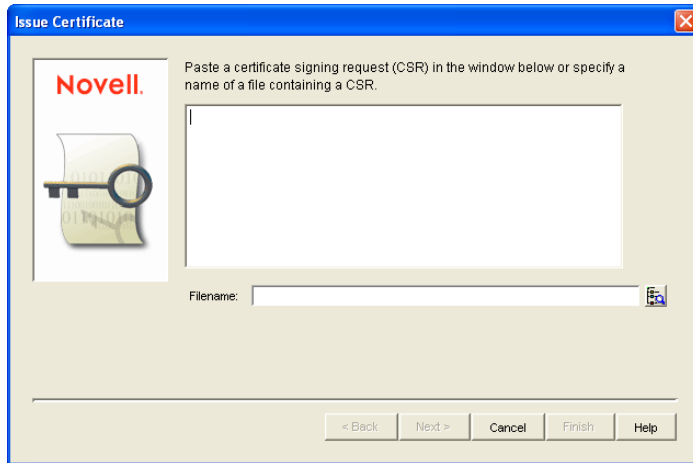 Issue Certificate
Novell.
Paste a certificate signing request (CSR) in the window below or specify a
name of a file containing a CSR.
Filename:
< Back
Next >
Cancel
Finish
Help